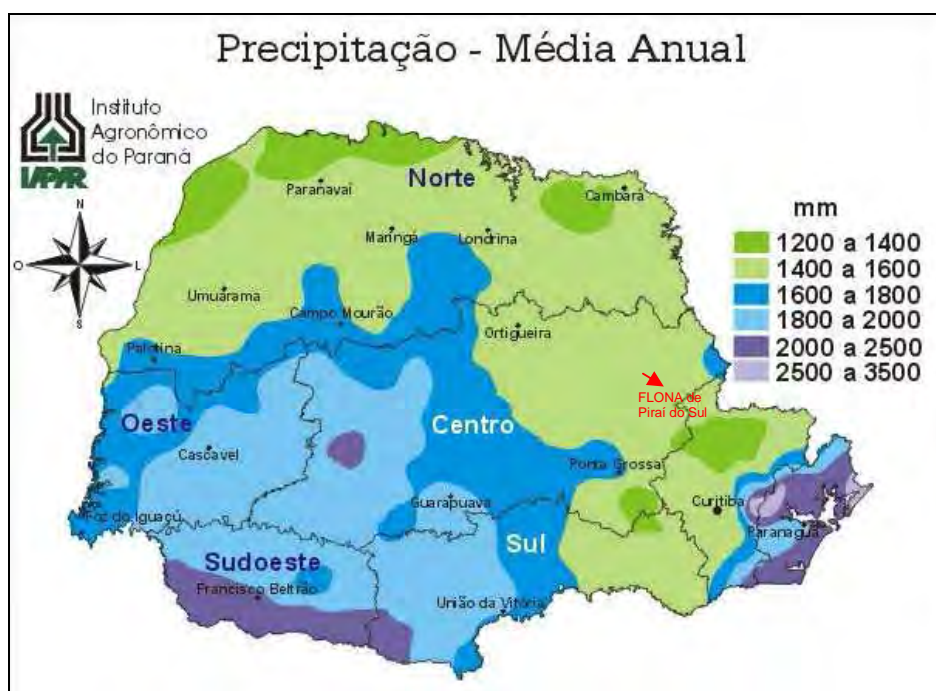 Precipitação - Média Anual
Instituto
Agronômico
do Paraná
IAPAR
N
O
L
S
Norte
Paranavaí
Cambará
Maringá
Londrina
Umuarama
Campo Mourão
Ortigueira
Palotina
FLONA de
Piraí do Sul
Oeste
Centro
Cascavel
Ponta Grossa
Guarapuava
Curitiba
Foz do Iguaçú
Paranaguá
Sul
Sudoeste
Francisco Beltrão
União da Vitória
mm
1200 a 1400
1400 a 1600
1600 a 1800
1800 a 2000
2000 a 2500
2500 a 3500